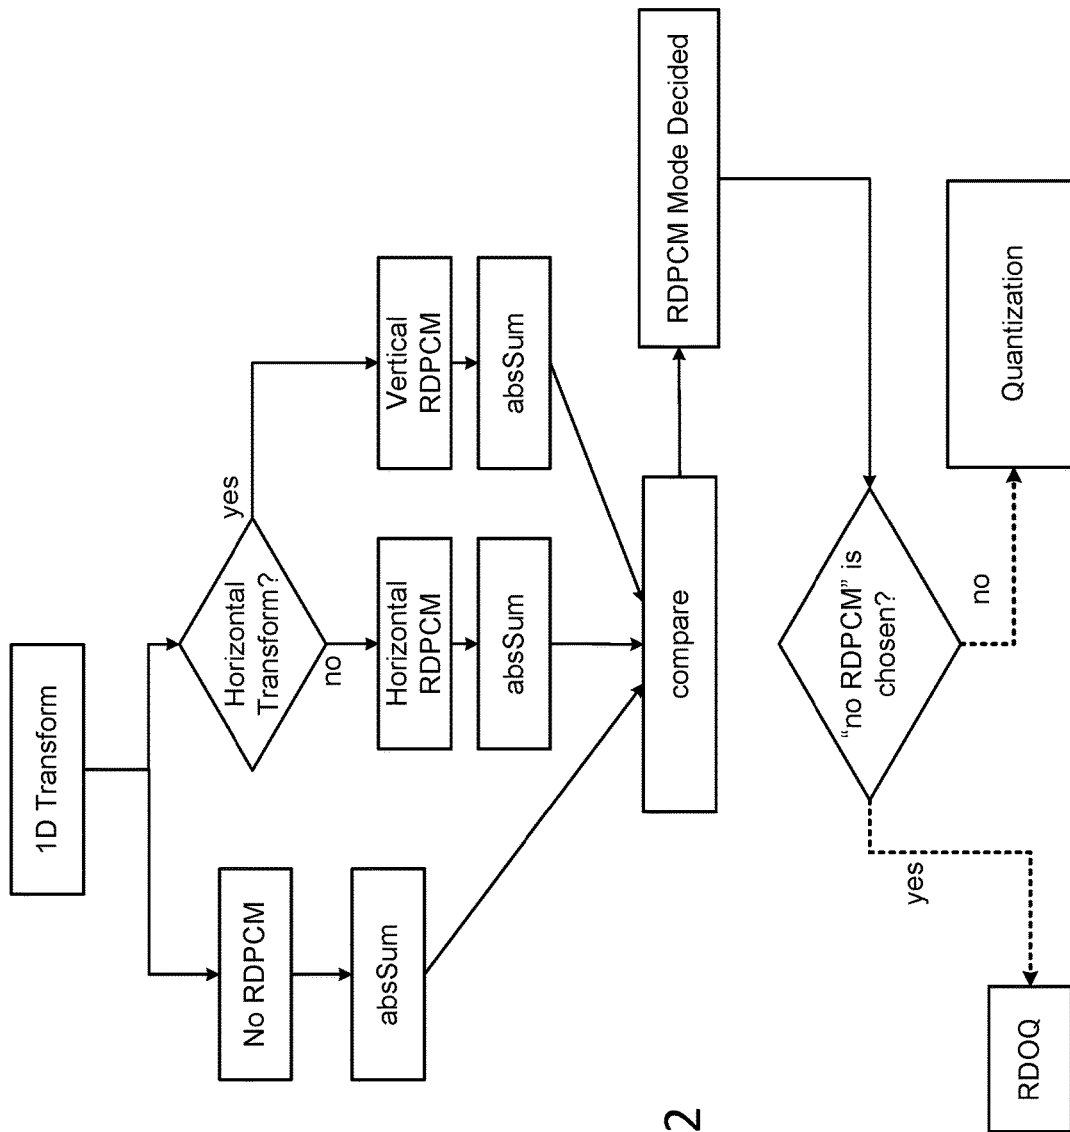 1D Transform
No RDPCM
absSum
Horizontal
Transform?
yes
no
Horizontal
RDPCM
absSum
Vertical
RDPCM
absSum
compare
RDPCM Mode Decided
“no RDPCM” is
chosen?
yes
no
RDOQ
Quantization
2